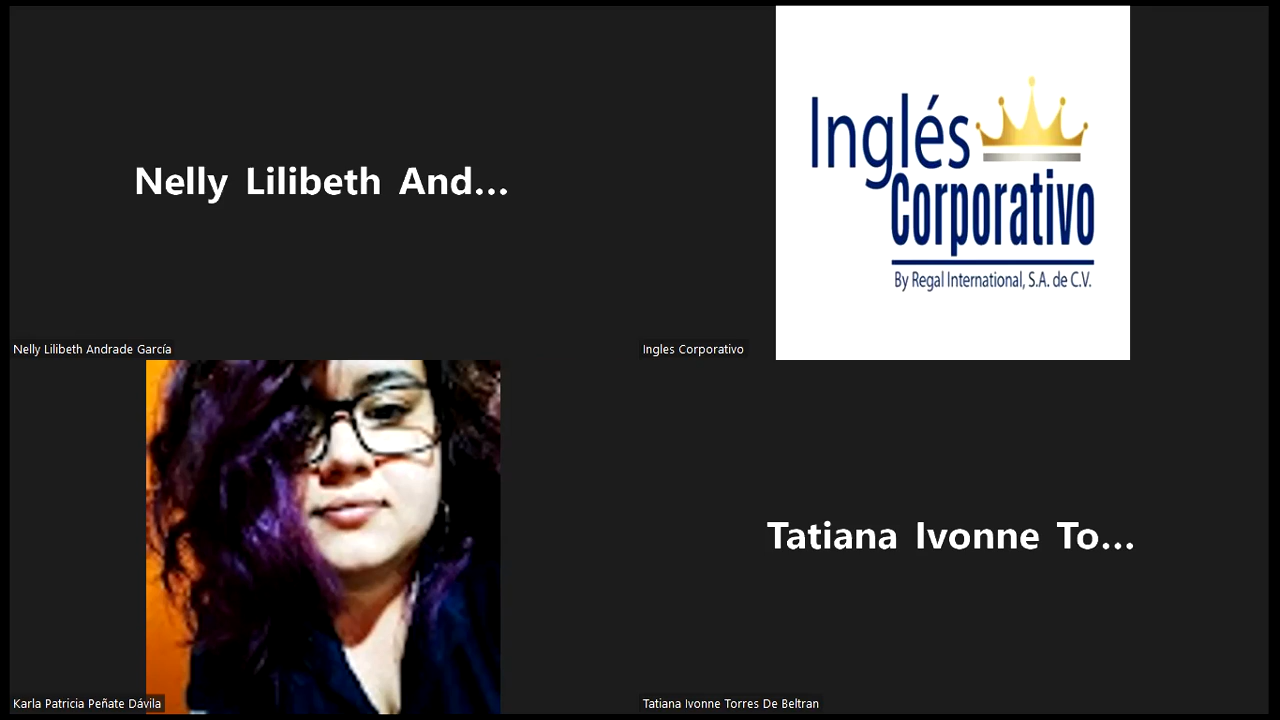 Nelly Lilibeth And...
Nelly Lilibeth Andrade García
Inglés
Corporativo
By Regal International, S.A. de C.V.
Ingles Corporativo
Karla Patricia Peñate Dávila
Tatiana Ivonne To...
Tatiana Ivonne Torres De Beltran